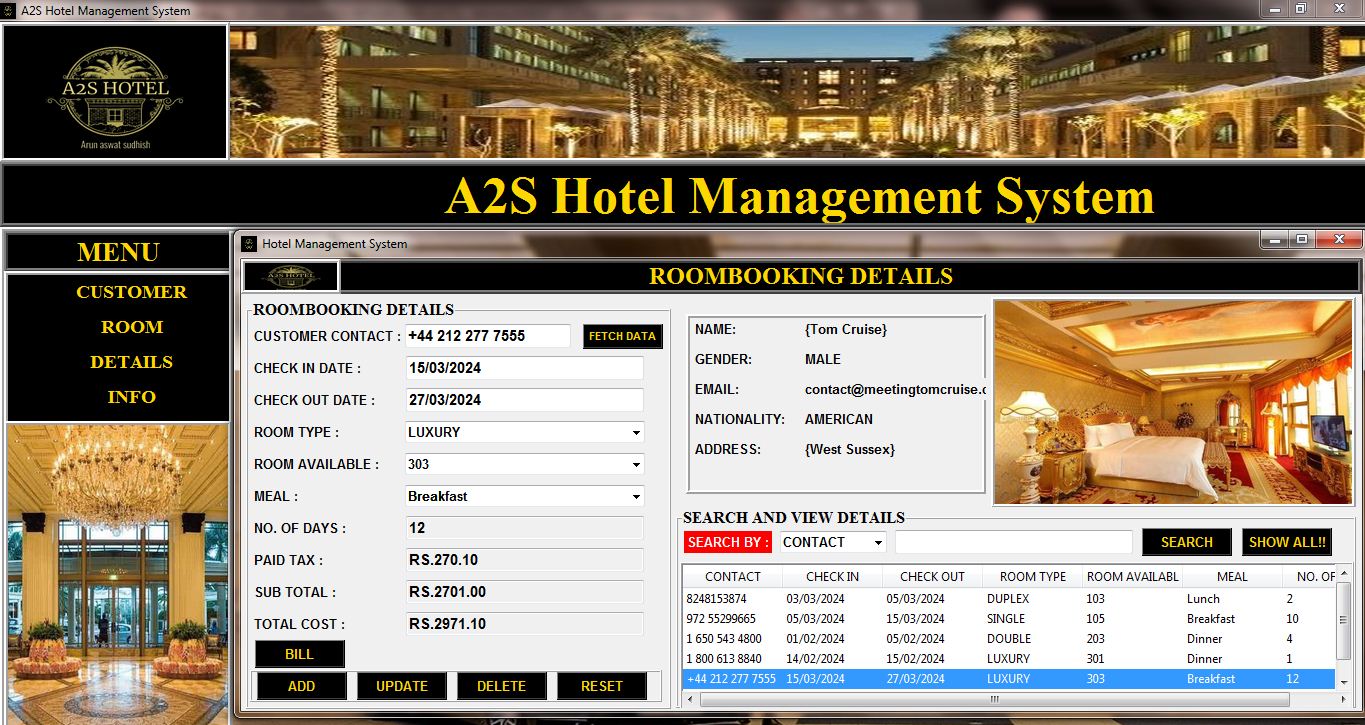 A2S Hotel Management System
A2S HOTEL
Arun aswat sudhish
A2S Hotel Management System
MENU
CUSTOMER
ROOM
DETAILS
INFO
Hotel Management System
A2S HOTEL
ROOMBOOKING DETAILS
ROOMBOOKING DETAILS
CUSTOMER CONTACT : +44 212 277 7555 FETCH DATA
CHECK IN DATE : 15/03/2024
CHECK OUT DATE : 27/03/2024
ROOM TYPE : LUXURY
ROOM AVAILABLE : 303
MEAL : Breakfast
NO. OF DAYS : 12
PAID TAX : RS.270.10
SUB TOTAL : RS.2701.00
TOTAL COST : RS.2971.10
BILL
ADD UPDATE DELETE RESET
NAME: {Tom Cruise}
GENDER: MALE
EMAIL: contact@meetingtomcruise.c
NATIONALITY: AMERICAN
ADDRESS: {West Sussex}
SEARCH AND VIEW DETAILS
SEARCH BY : CONTACT SEARCH SHOW ALL!!
CONTACT CHECK IN CHECK OUT ROOM TYPE ROOM AVAILABL MEAL NO. OF
8248153874 03/03/2024 05/03/2024 DUPLEX 103 Lunch 2
972 55299665 05/03/2024 15/03/2024 SINGLE 105 Breakfast 10
1 650 543 4800 01/02/2024 05/02/2024 DOUBLE 203 Dinner 4
1 800 613 8840 14/02/2024 15/02/2024 LUXURY 301 Dinner 1
+44 212 277 7555 15/03/2024 27/03/2024 LUXURY 303 Breakfast 12